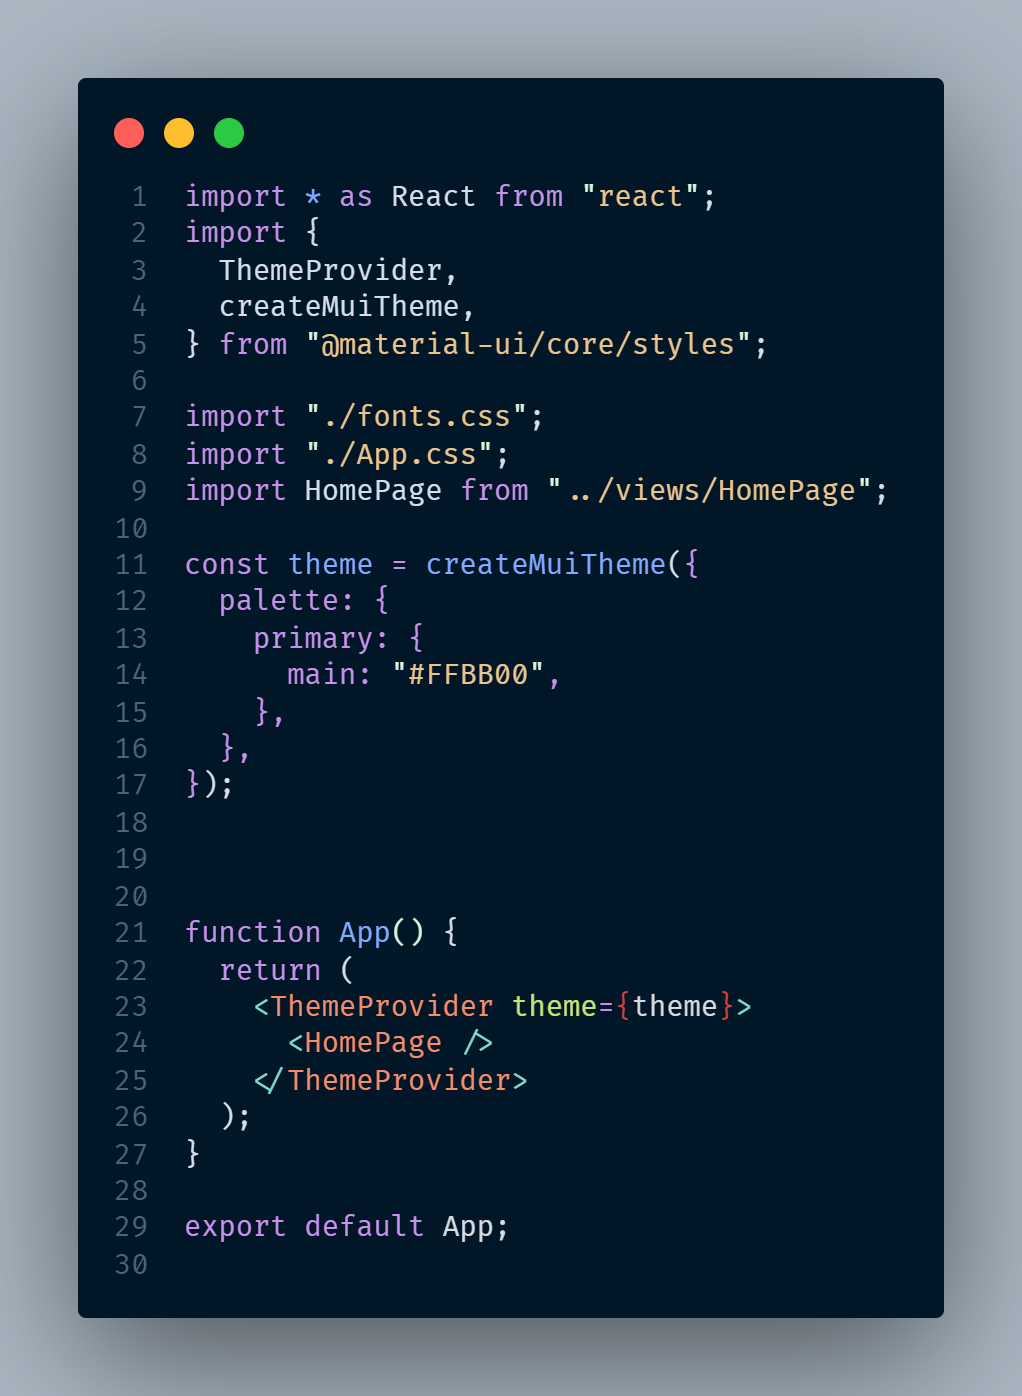 1 import * as React from "react";
2 import {
3   ThemeProvider,
4   createMuiTheme,
5 } from "@material-ui/core/styles";
6
7 import "./fonts.css";
8 import "./App.css";
9 import HomePage from "../views/HomePage";
10
11 const theme = createMuiTheme({
12   palette: {
13     primary: {
14       main: "#FFBB00",
15     },
16   },
17 });
18
19
20
21 function App() {
22   return (
23     <ThemeProvider theme={theme}>
24       <HomePage />
25     </ThemeProvider>
26   );
27 }
28
29 export default App;
30